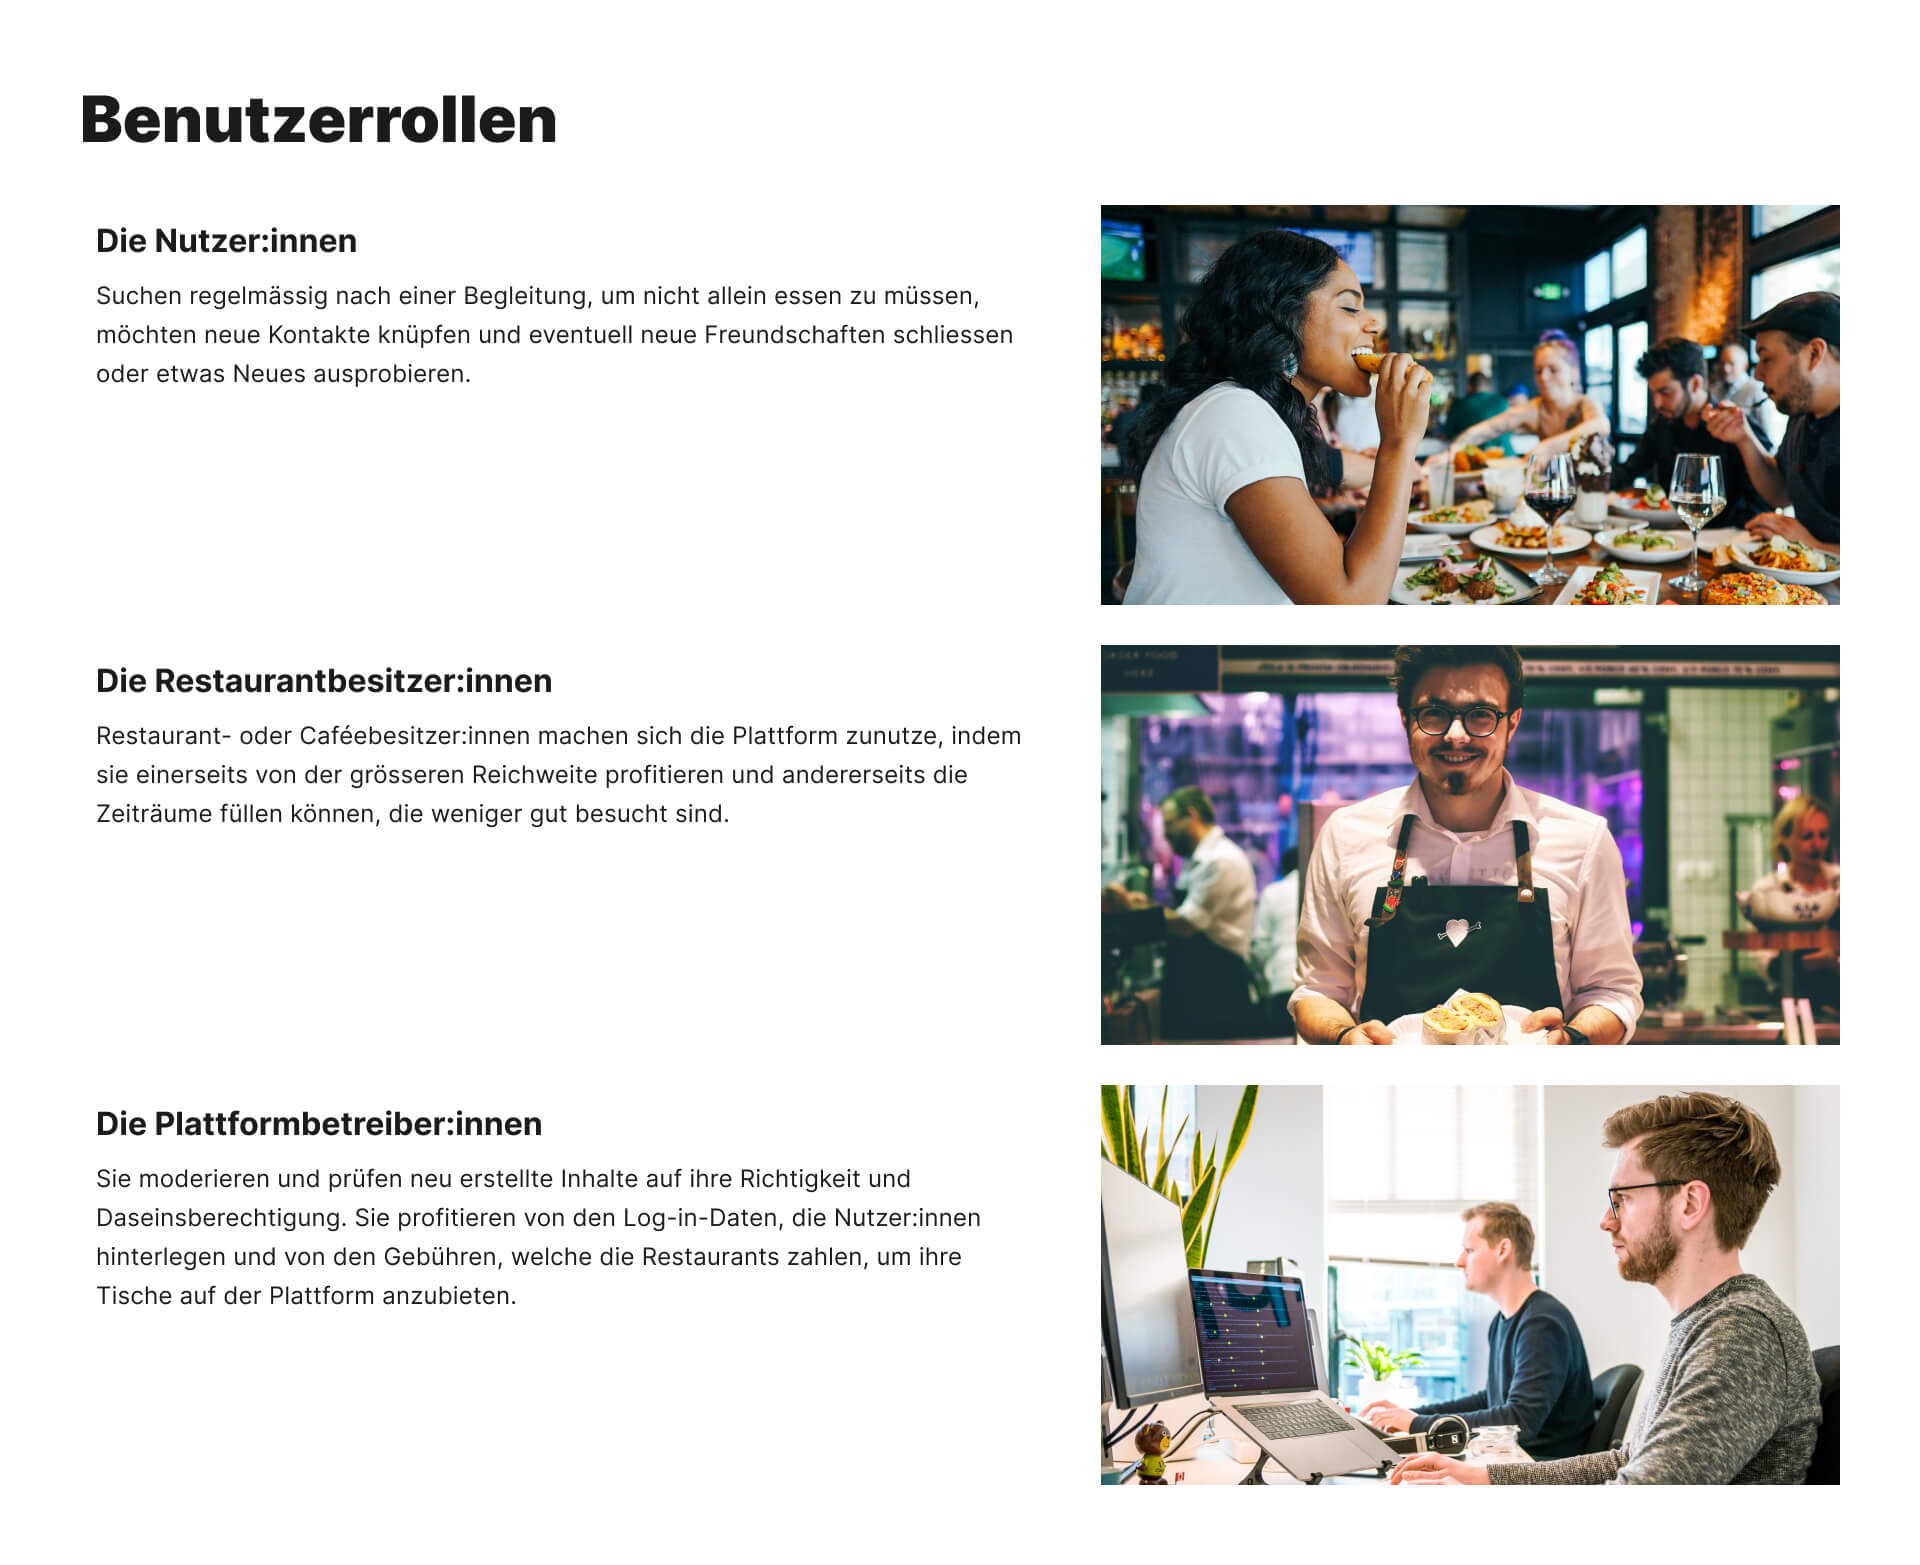 Benutzerrollen
Die Nutzer:innen
Suchen regelmässig nach einer Begleitung, um nicht allein essen zu müssen,
möchten neue Kontakte knüpfen und eventuell neue Freundschaften schliessen
oder etwas Neues ausprobieren.
Die Restaurantbesitzer:innen
Restaurant- oder Caféebesitzer:innen machen sich die Plattform zunutze, indem
sie einerseits von der grösseren Reichweite profitieren und andererseits die
Zeiträume füllen können, die weniger gut besucht sind.
ORDER FOOD
HERE
Die Plattformbetreiber:innen
Sie moderieren und prüfen neu erstellte Inhalte auf ihre Richtigkeit und
Daseinsberechtigung. Sie profitieren von den Log-in-Daten, die Nutzer:innen
hinterlegen und von den Gebühren, welche die Restaurants zahlen, um ihre
Tische auf der Plattform anzubieten.